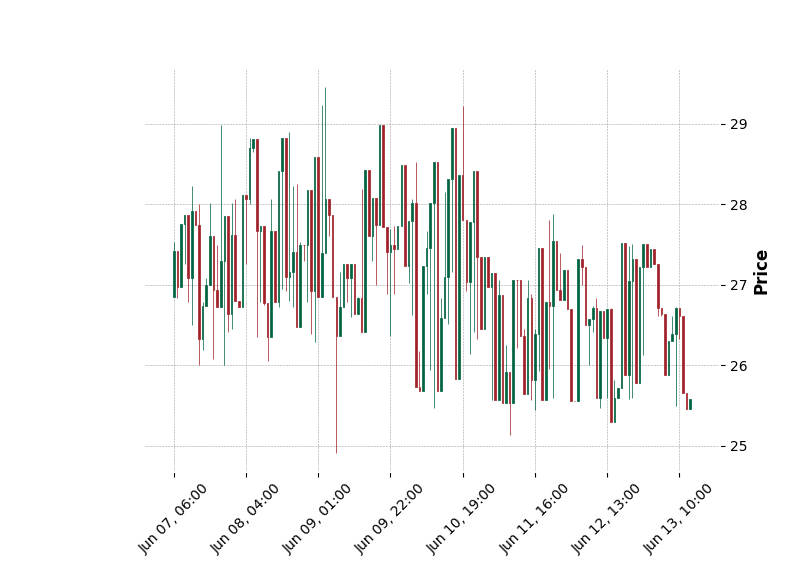 29
28
27
26
25
Price
Jun 07, 06:00
Jun 08, 04:00
Jun 09, 01:00
Jun 09, 22:00
Jun 10, 19:00
Jun 11, 16:00
Jun 12, 13:00
Jun 13, 10:00